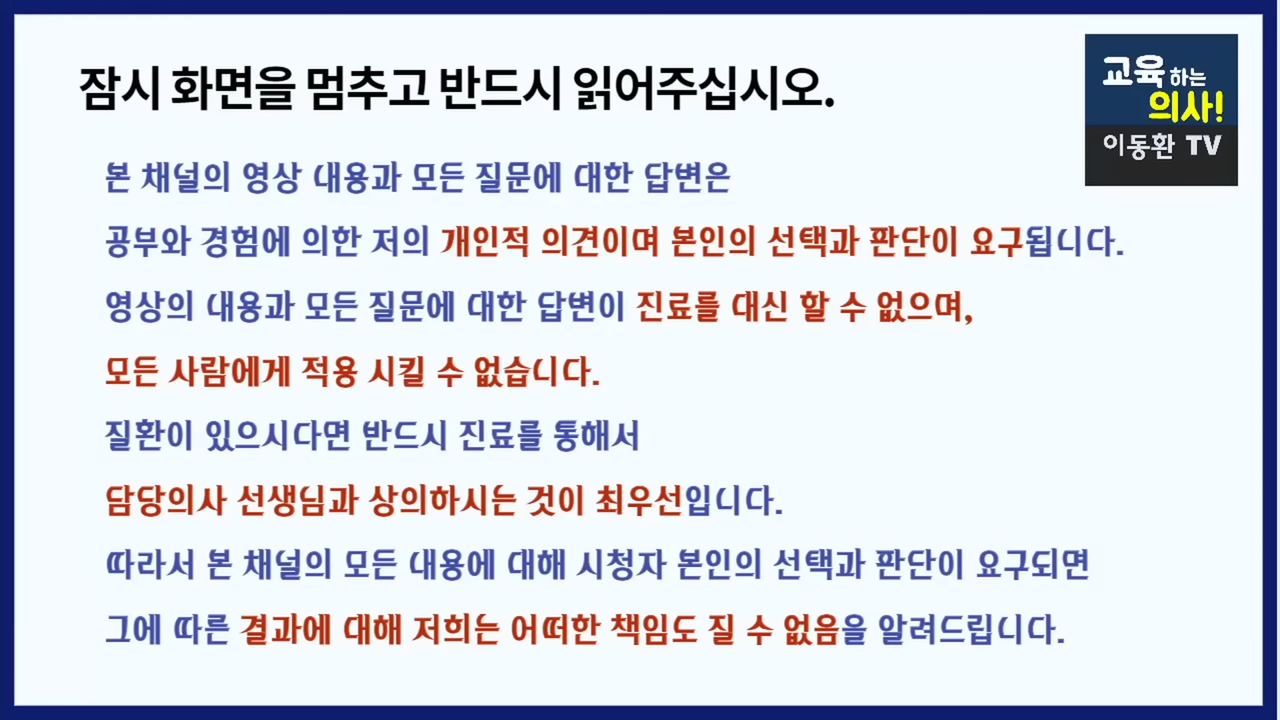 잠시 화면을 멈추고 반드시 읽어주십시오.
교육하는
의사!
이동환 TV
본 채널의 영상 내용과 모든 질문에 대한 답변은
공부와 경험에 의한 저의 개인적 의견이며 본인의 선택과 판단이 요구됩니다.
영상의 내용과 모든 질문에 대한 답변이 진료를 대신 할 수 없으며,
모든 사람에게 적용 시킬 수 없습니다.
질환이 있으시다면 반드시 진료를 통해서
담당의사 선생님과 상의하시는 것이 최우선입니다.
따라서 본 채널의 모든 내용에 대해 시청자 본인의 선택과 판단이 요구되면
그에 따른 결과에 대해 저희는 어떠한 책임도 질 수 없음을 알려드립니다.